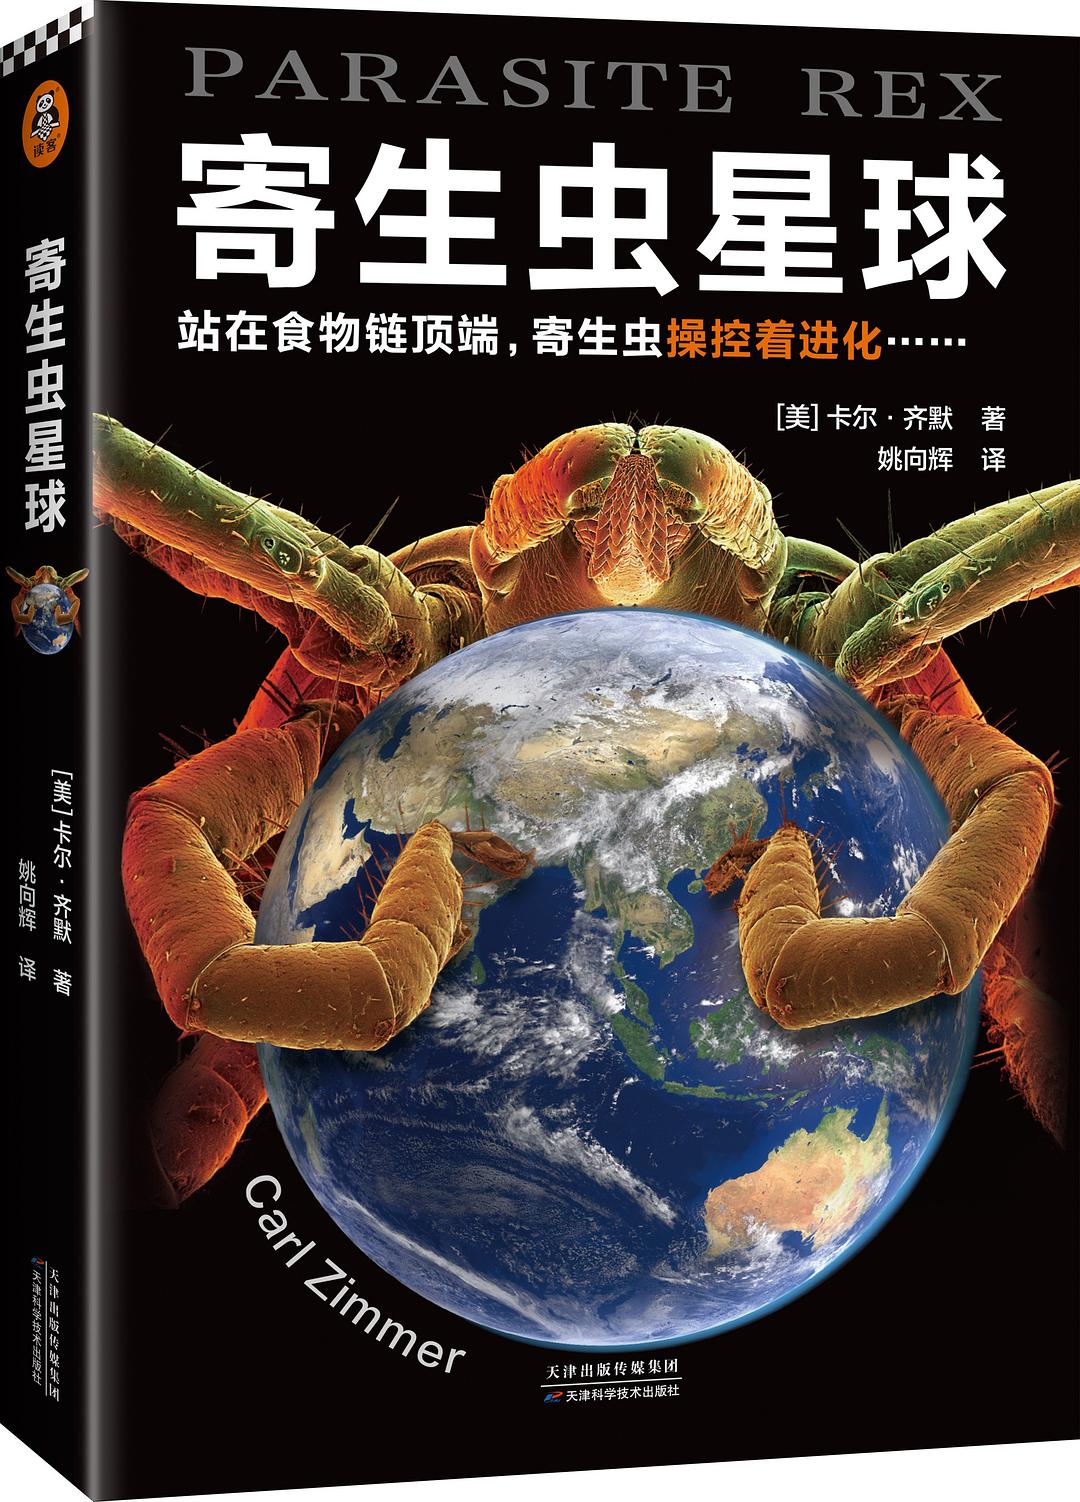 PARASITE REX
寄生虫星球
站在食物链顶端，寄生虫操控着进化……
[美] 卡尔·齐默 著
姚向辉 译
Carl Zimmer
天津出版传媒集团
天津科学技术出版社
读客
寄生虫星球
[美] 卡尔·齐默 著
姚向辉 译
天津出版传媒集团
天津科学技术出版社